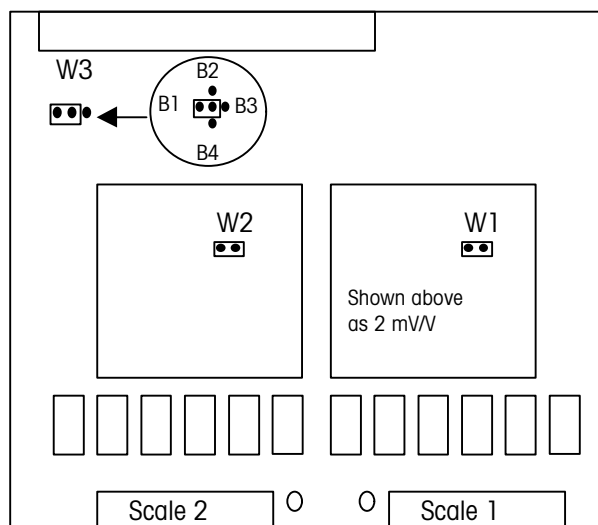 W3
B2
B1
B3
B4
W2
W1
Shown above
as 2 mV/V
Scale 2
Scale 1